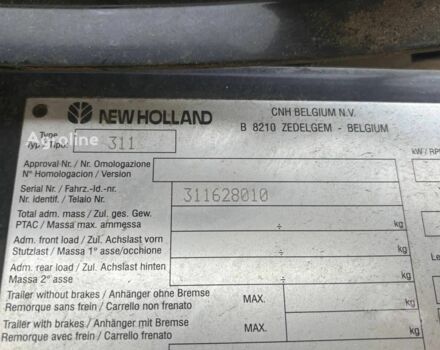 NEW HOLLAND
CNH BELGIUM N.V.
B 8210 ZEDELGEM - BELGIUM
Type
Type / Tipo: 311
Agroline
Approval Nr / Nr. Omologazione
N° Homologacion / Version
Serial Nr / Fahrz.-Id.-nr.
Nr. identif. / Telaio Nr.
311628010
Total adm. mass / Zul. ges. Gew.
PTAC / Massa max. ammessa
÷ kg
Adm. front load / Zul. Achslast vorn
Stutzlast / Massa 1° asse/occhione
÷ kg
Adm. rear load / Zul. Achslast hinten
Massa 2° asse
÷ kg
Trailer without brakes / Anhänger ohne Bremse
Remorque sans frein / Carrello non frenato
MAX. kg
Trailer with brakes / Anhänger mit Bremse
Remorque avec frein / Carrello frenato
MAX. kg
kW / RP
Le